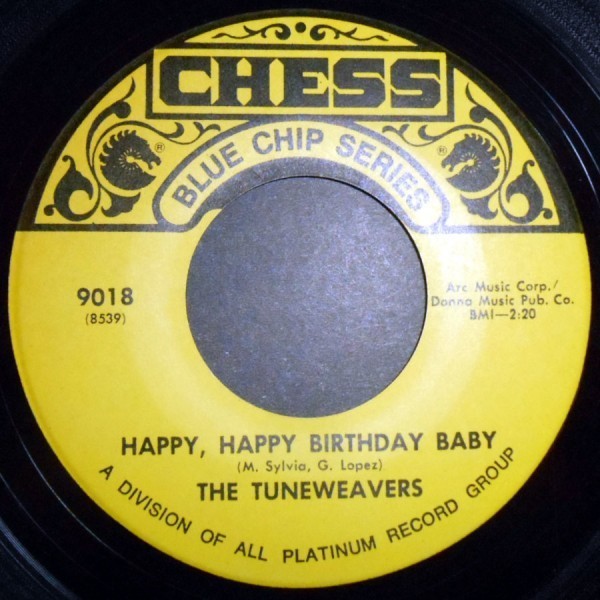 CHESS
BLUE CHIP SERIES
®
®
9018
(8539)
Arc Music Corp./
Donna Music Pub. Co.
BMI—2:20
HAPPY, HAPPY BIRTHDAY BABY
(M. Sylvia, G. Lopez)
THE TUNEWEAVERS
A DIVISION OF ALL PLATINUM RECORD GROUP